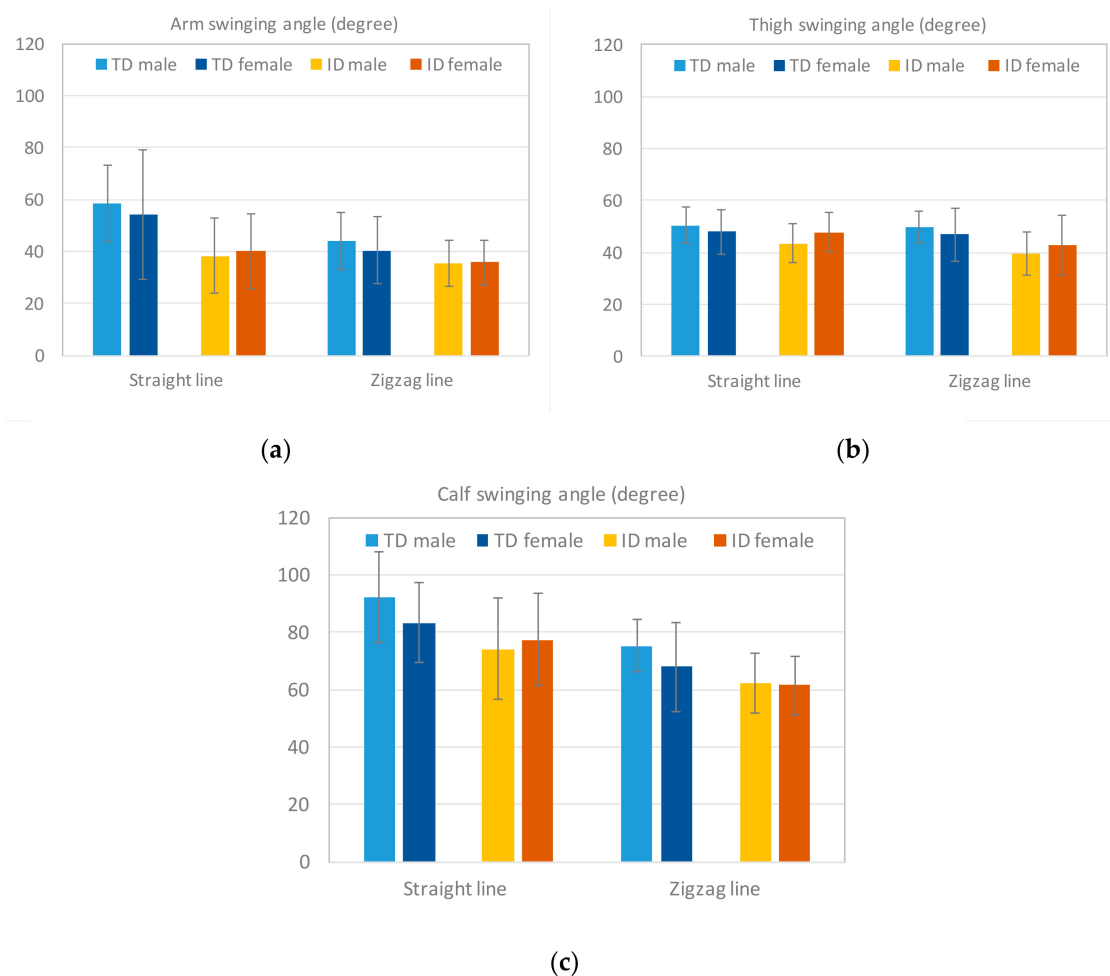 Arm swinging angle (degree)
120
TD male TD female ID male ID female
100
80
60
40
20
0
Straight line Zigzag line
(a)
Thigh swinging angle (degree)
120
TD male TD female ID male ID female
100
80
60
40
20
0
Straight line Zigzag line
(b)
Calf swinging angle (degree)
120
TD male TD female ID male ID female
100
80
60
40
20
0
Straight line Zigzag line
(c)